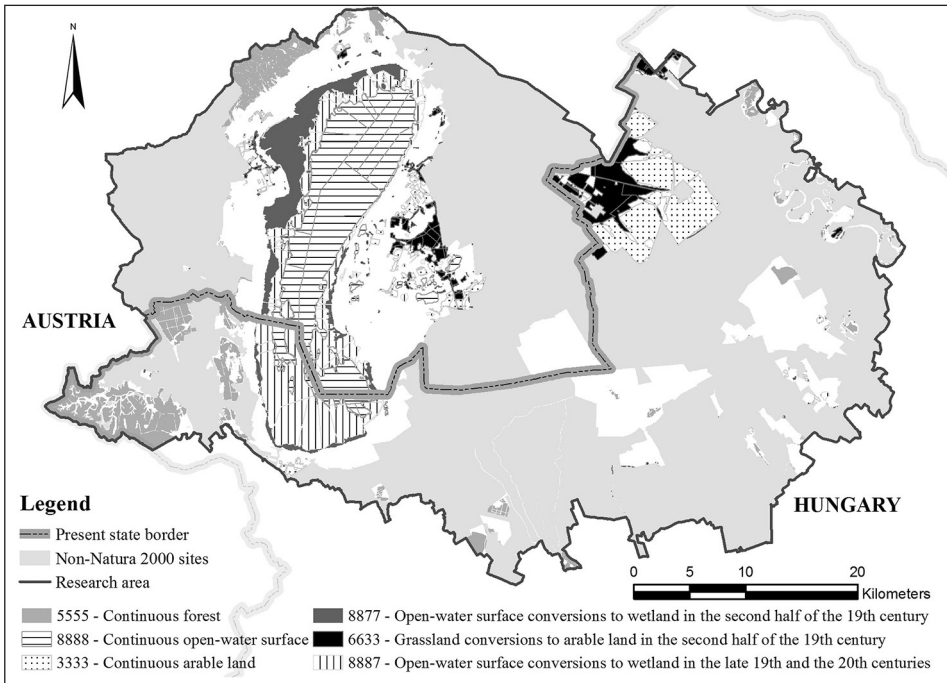 N
AUSTRIA
HUNGARY
Legend
Present state border
Non-Natura 2000 sites
Research area
0 5 10 20
Kilometers
5555 - Continuous forest
8888 - Continuous open-water surface
3333 - Continuous arable land
8877 - Open-water surface conversions to wetland in the second half of the 19th century
6633 - Grassland conversions to arable land in the second half of the 19th century
8887 - Open-water surface conversions to wetland in the late 19th and the 20th centuries